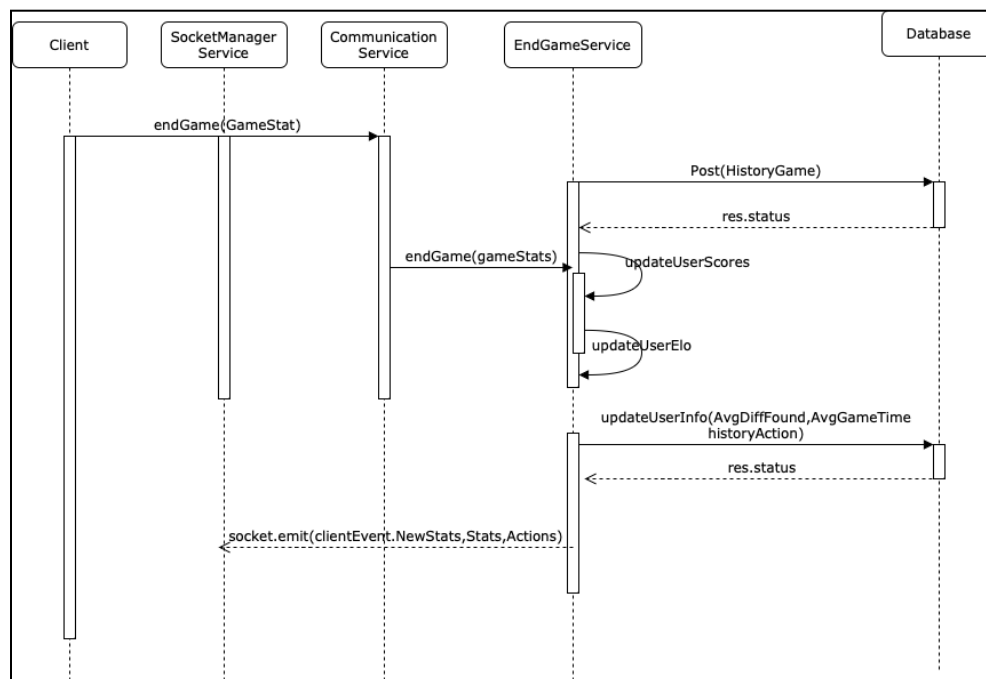 Client
SocketManager
Service
Communication
Service
EndGameService
Database
endGame(GameStat)
Post(HistoryGame)
res.status
endGame(gameStats)
updateUserScores
updateUserElo
updateUserInfo(AvgDiffFound,AvgGameTime
historyAction)
res.status
socket.emit(clientEvent.NewStats,Stats,Actions)